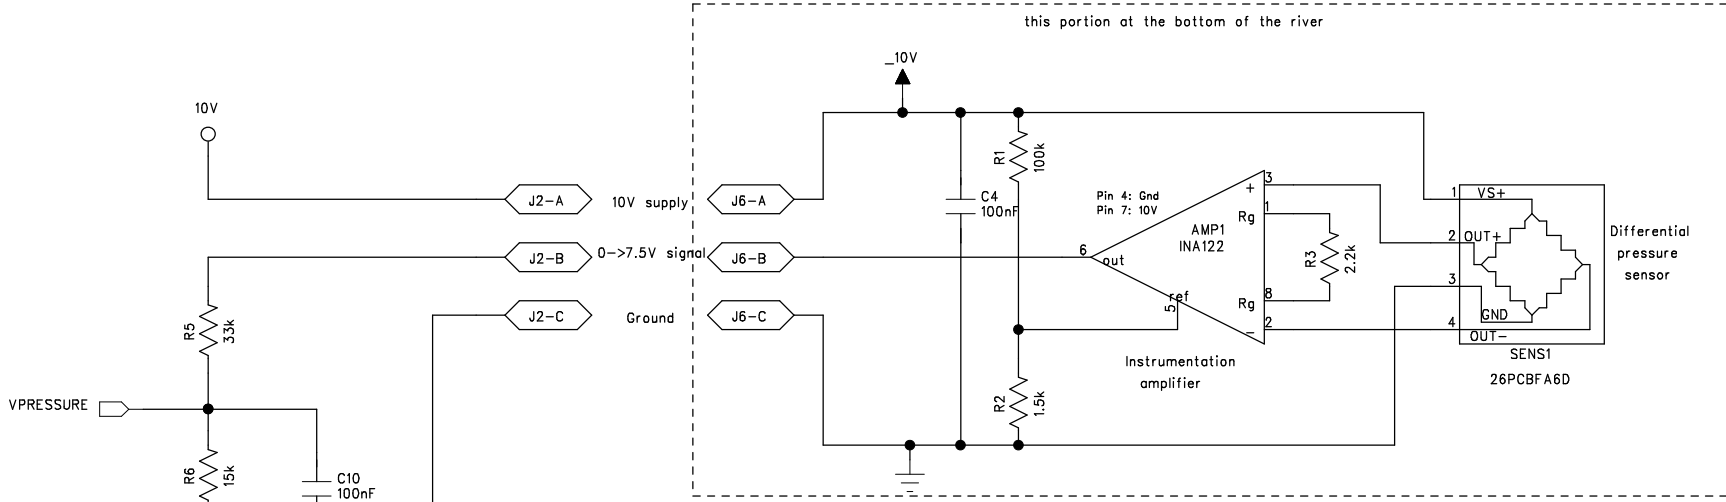 this portion at the bottom of the river
_10V
10V
R1
100k
J2-A
10V supply
J6-A
C4
100nF
Pin 4: Gnd
Pin 7: 10V
3
+
1
Rg
AMP1
INA122
R3
2.2k
1
VS+
2
OUT+
Differential
pressure
sensor
J2-B
0->7.5V signal
J6-B
6
out
3
ref
5
Rg
8
J2-C
Ground
J6-C
GND
2
-
4
OUT-
R5
33k
Instrumentation
amplifier
SENS1
26PCBFA6D
VPRESSURE
R2
1.5k
R6
15k
C10
100nF